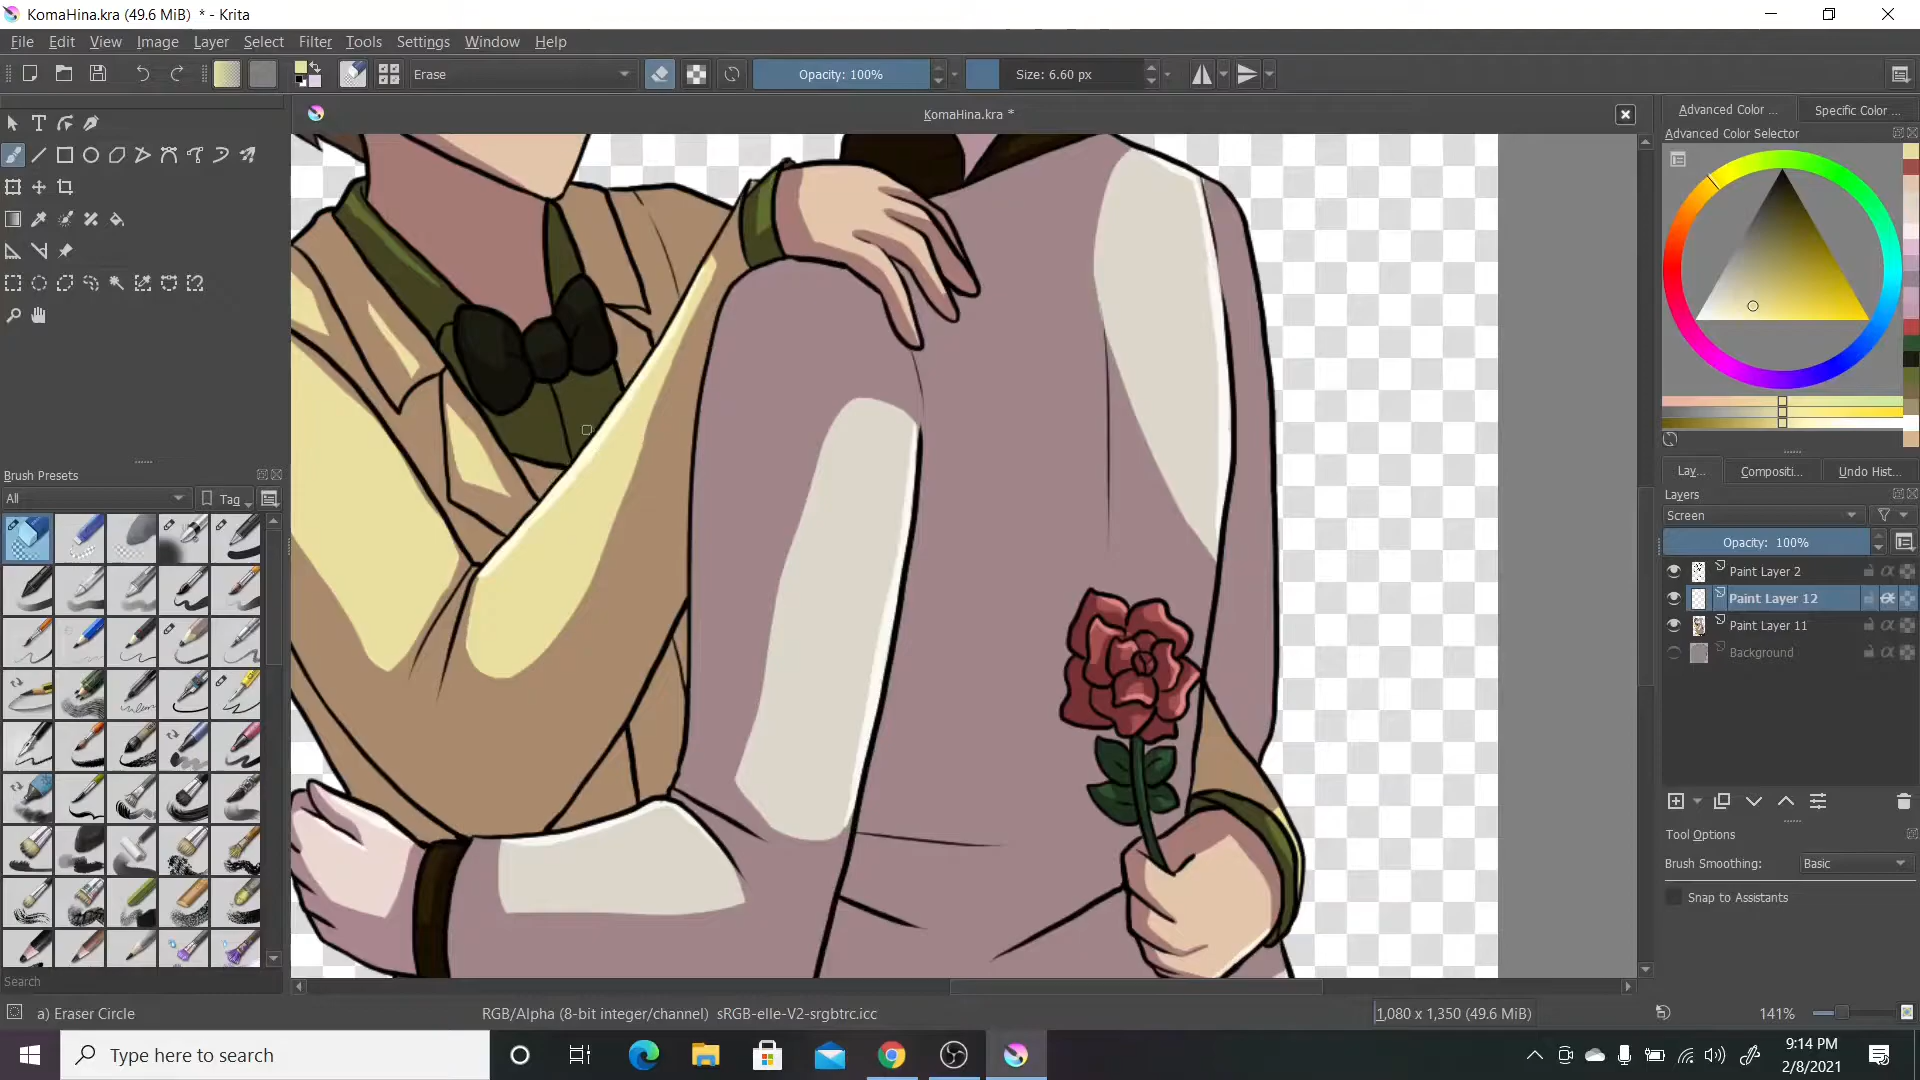 KomaHina.kra (49.6 MiB)  * - Krita
File Edit View Image Layer Select Filter Tools Settings Window Help
Erase Opacity: 100% Size: 6.60 px
KomaHina.kra *
Advanced Color ... Specific Color ...
Advanced Color Selector
Brush Presets
All Tag
Lay... Compositi... Undo Hist...
Layers
Screen
Opacity: 100%
Paint Layer 2
Paint Layer 12
Paint Layer 11
Background
Tool Options
Brush Smoothing: Basic
Snap to Assistants
Search
a) Eraser Circle RGB/Alpha (8-bit integer/channel)  sRGB-elle-V2-srgbtrc.icc 1,080 x 1,350 (49.6 MiB) 141%
Type here to search
9:14 PM
2/8/2021